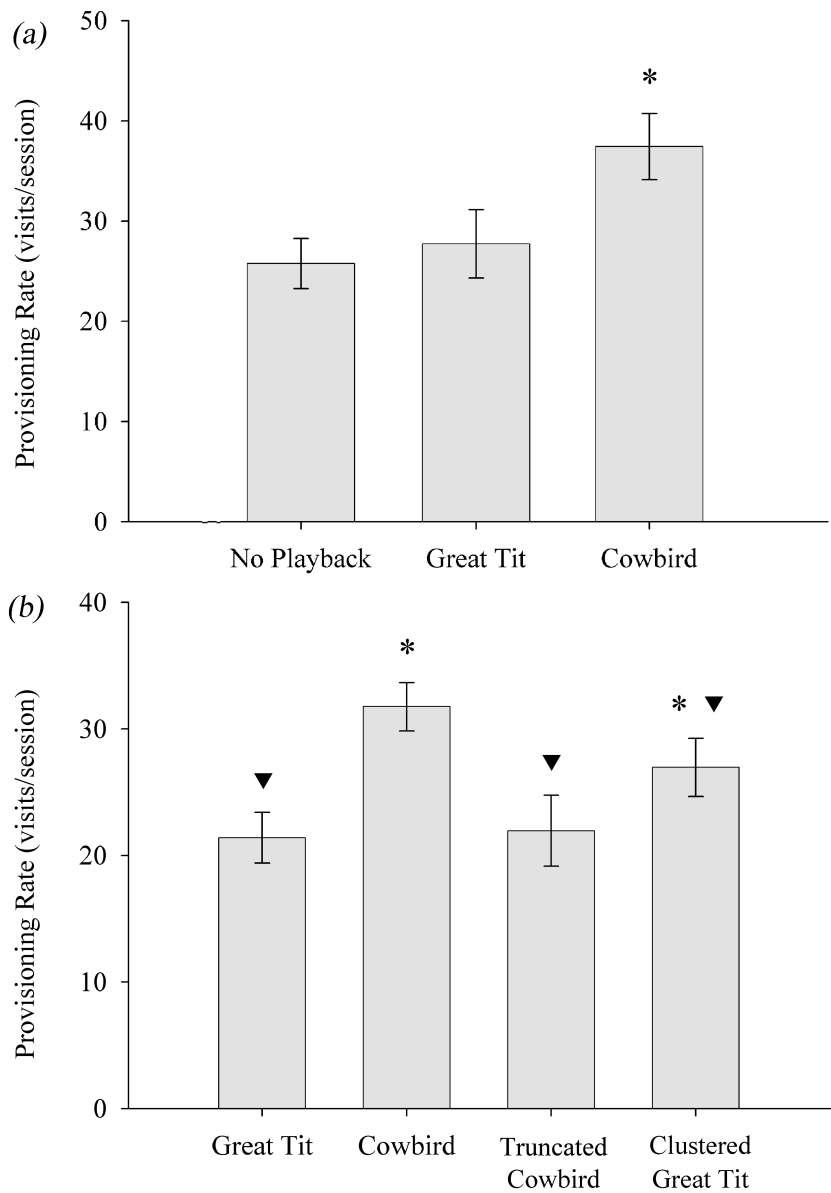 (a)
50
40
30
20
10
0
Provisioning Rate (visits/session)
*
No Playback Great Tit Cowbird
(b)
40
30
20
10
0
Provisioning Rate (visits/session)
▼ * ▼ * ▼
Great Tit Cowbird Truncated Clustered
Cowbird Great Tit